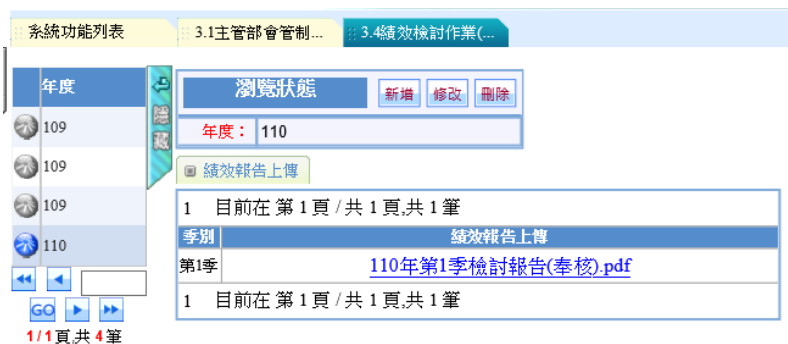 系統功能列表
3.1主管部會管制...
3.4績效檢討作業(...
年度
109
109
109
110
GO
1/1頁,共4筆
隱藏
瀏覽狀態
新增
修改
刪除
年度：
110
績效報告上傳
1 目前在 第 1 頁 / 共 1 頁,共 1 筆
季別 績效報告上傳
第1季 110年第1季檢討報告(奉核).pdf
1 目前在 第 1 頁 / 共 1 頁,共 1 筆